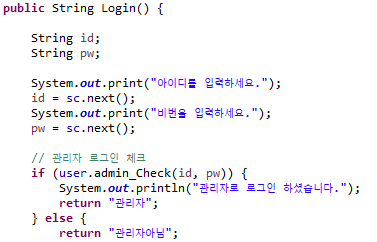 public String Login() {
String id;
String pw;
System.out.print("아이디를 입력하세요.");
id = sc.next();
System.out.print("비번을 입력하세요.");
pw = sc.next();
// 관리자 로그인 체크
if (user.admin_Check(id, pw)) {
System.out.println("관리자로 로그인 하셨습니다.");
return "관리자";
} else {
return "관리자아님";